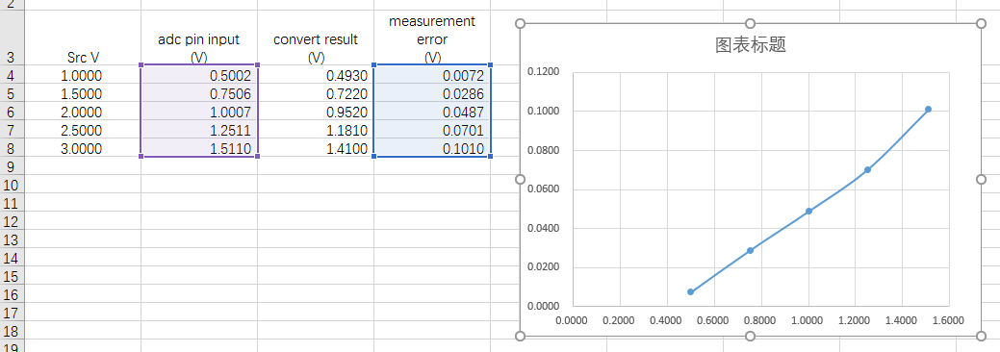 2
measurement
adc pin input convert result error
3 Src V (V) (V) (V)
4 1.0000 0.5002 0.4930 0.0072
5 1.5000 0.7506 0.7220 0.0286
6 2.0000 1.0007 0.9520 0.0487
7 2.5000 1.2511 1.1810 0.0701
8 3.0000 1.5110 1.4100 0.1010
9
10
11
12
13
14
15
16
17
18
19
图表标题
0.1200
0.1000
0.0800
0.0600
0.0400
0.0200
0.0000
0.0000 0.2000 0.4000 0.6000 0.8000 1.0000 1.2000 1.4000 1.6000